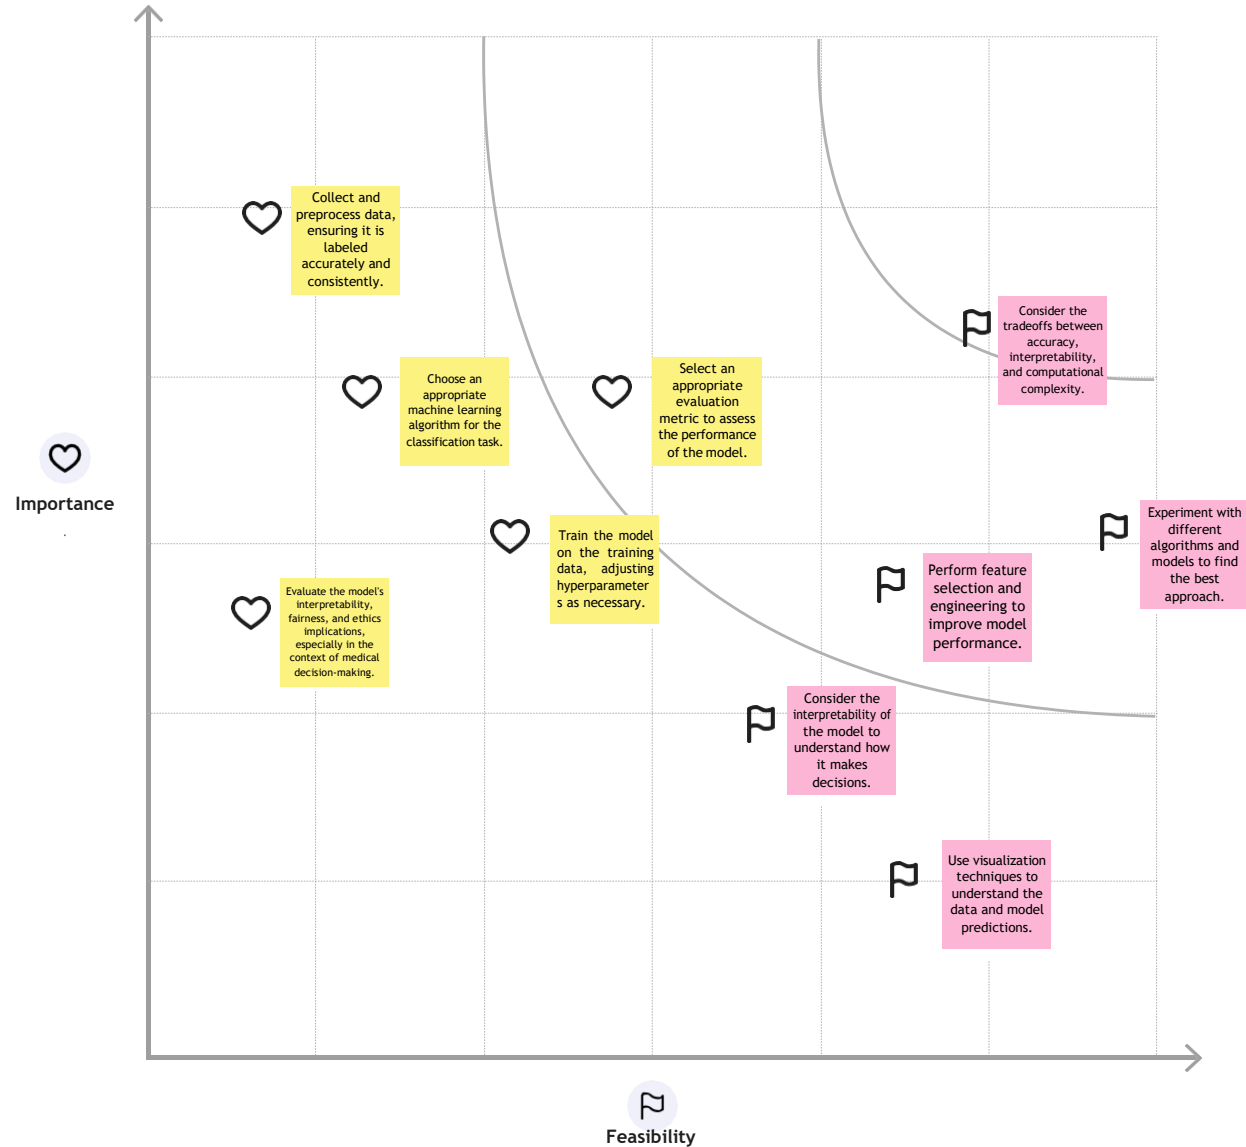 Collect and
preprocess data,
ensuring it is
labeled
accurately and
consistently.
Consider the
tradeoffs between
accuracy,
interpretability,
and computational
complexity.
Choose an
appropriate
machine learning
algorithm for the
classification task.
Select an
appropriate
evaluation
metric to assess
the performance
of the model.
Importance
.
Train the model
on the training
data, adjusting
hyperparameter
s as necessary.
Experiment with
different
algorithms and
models to find
the best
approach.
Perform feature
selection and
engineering to
improve model
performance.
Evaluate the model's
interpretability,
fairness, and ethics
implications,
especially in the
context of medical
decision-making.
Consider the
interpretability of
the model to
understand how
it makes
decisions.
Use visualization
techniques to
understand the
data and model
predictions.
Feasibility